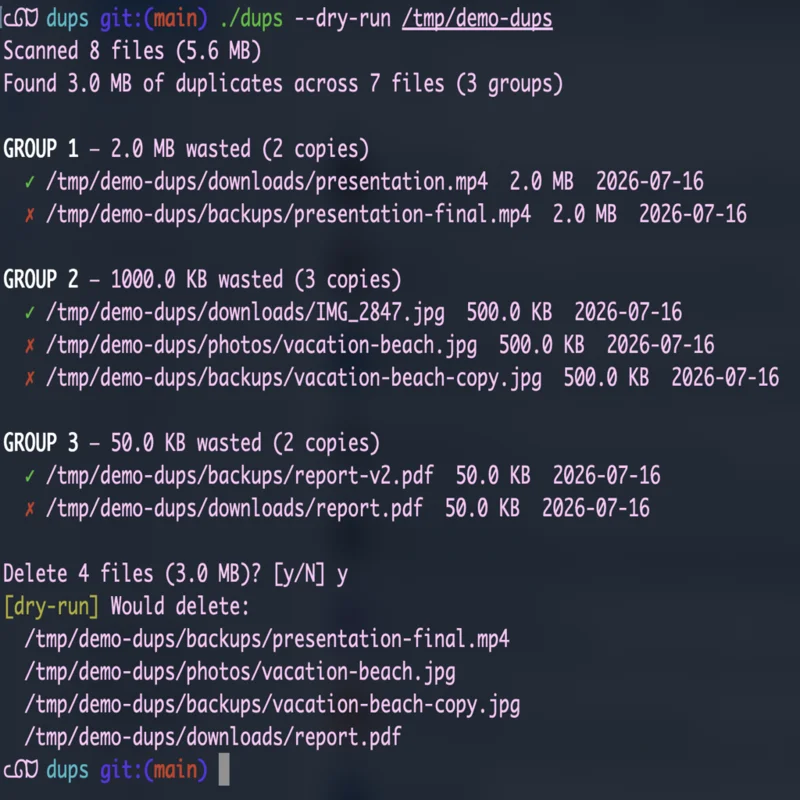 dups git:(main) ./dups --dry-run /tmp/demo-dups
Scanned 8 files (5.6 MB)
Found 3.0 MB of duplicates across 7 files (3 groups)
GROUP 1 – 2.0 MB wasted (2 copies)
✓ /tmp/demo-dups/downloads/presentation.mp4 2.0 MB 2026-07-16
✗ /tmp/demo-dups/backups/presentation-final.mp4 2.0 MB 2026-07-16
GROUP 2 – 1000.0 KB wasted (3 copies)
✓ /tmp/demo-dups/downloads/IMG_2847.jpg 500.0 KB 2026-07-16
✗ /tmp/demo-dups/photos/vacation-beach.jpg 500.0 KB 2026-07-16
✗ /tmp/demo-dups/backups/vacation-beach-copy.jpg 500.0 KB 2026-07-16
GROUP 3 – 50.0 KB wasted (2 copies)
✓ /tmp/demo-dups/backups/report-v2.pdf 50.0 KB 2026-07-16
✗ /tmp/demo-dups/downloads/report.pdf 50.0 KB 2026-07-16
Delete 4 files (3.0 MB)? [y/N] y
[dry-run] Would delete:
/tmp/demo-dups/backups/presentation-final.mp4
/tmp/demo-dups/photos/vacation-beach.jpg
/tmp/demo-dups/backups/vacation-beach-copy.jpg
/tmp/demo-dups/downloads/report.pdf
dups git:(main)